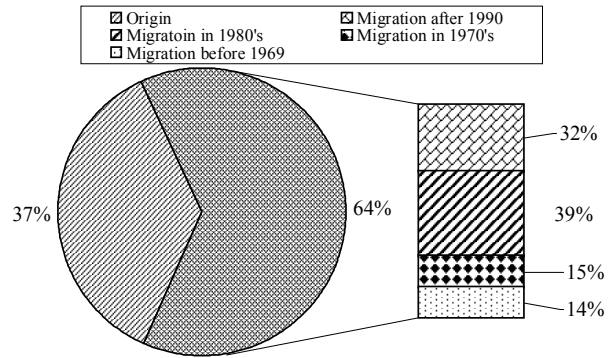 Origin Migration after 1990
Migratoin in 1980's Migration in 1970's
Migration before 1969
32%
37% 64% 39%
15%
14%